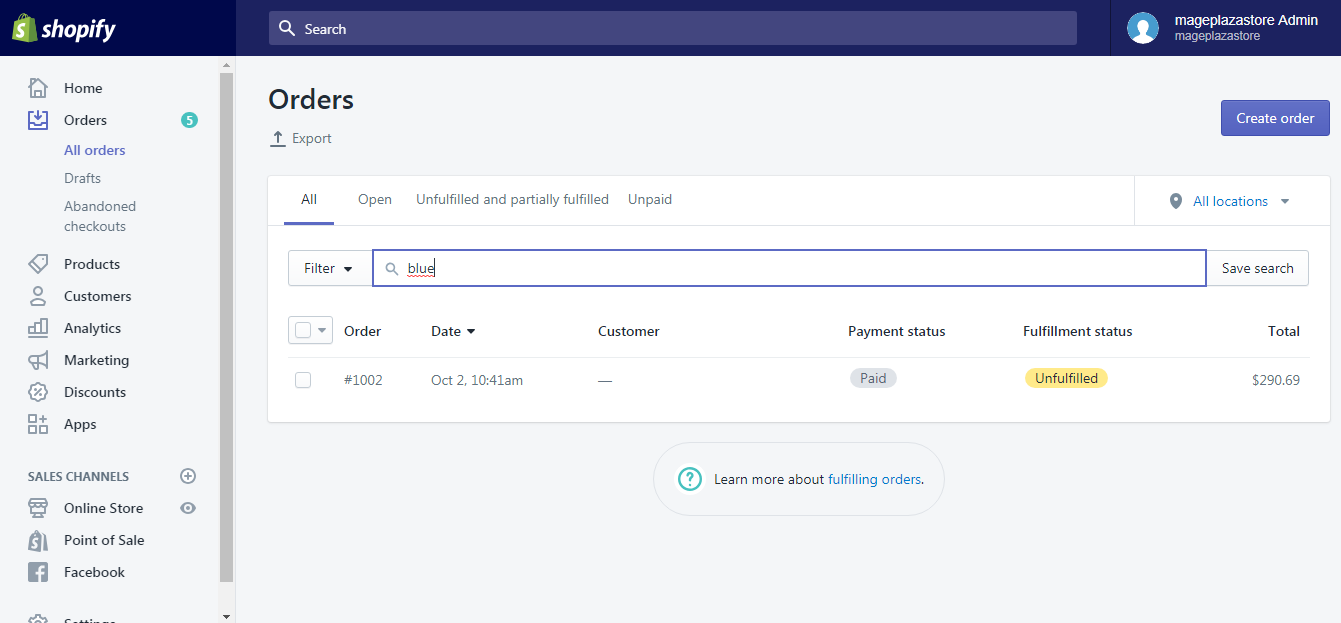 shopify
Search
mageplazastore Admin
mageplazastore
Home
Orders 5
All orders
Drafts
Abandoned
checkouts
Products
Customers
Analytics
Marketing
Discounts
Apps
SALES CHANNELS
Online Store
Point of Sale
Facebook
Settings
Orders
Export
Create order
All Open Unfulfilled and partially fulfilled Unpaid All locations
Filter blue Save search
Order Date Customer Payment status Fulfillment status Total
#1002 Oct 2, 10:41am — Paid Unfulfilled $290.69
? Learn more about fulfilling orders.